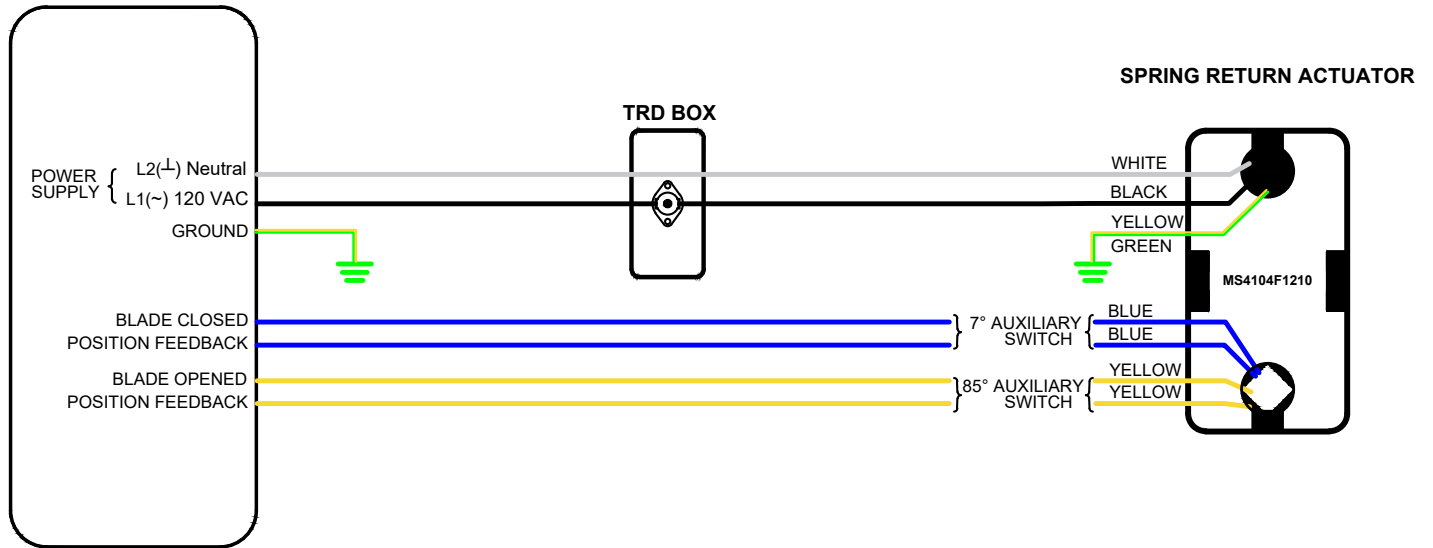 SPRING RETURN ACTUATOR
TRD BOX
POWER
SUPPLY
L2(┴) Neutral
L1(~) 120 VAC
GROUND
WHITE
BLACK
YELLOW
GREEN
MS4104F1210
BLADE CLOSED
POSITION FEEDBACK
7° AUXILIARY
SWITCH
BLUE
BLUE
BLADE OPENED
POSITION FEEDBACK
85° AUXILIARY
SWITCH
YELLOW
YELLOW